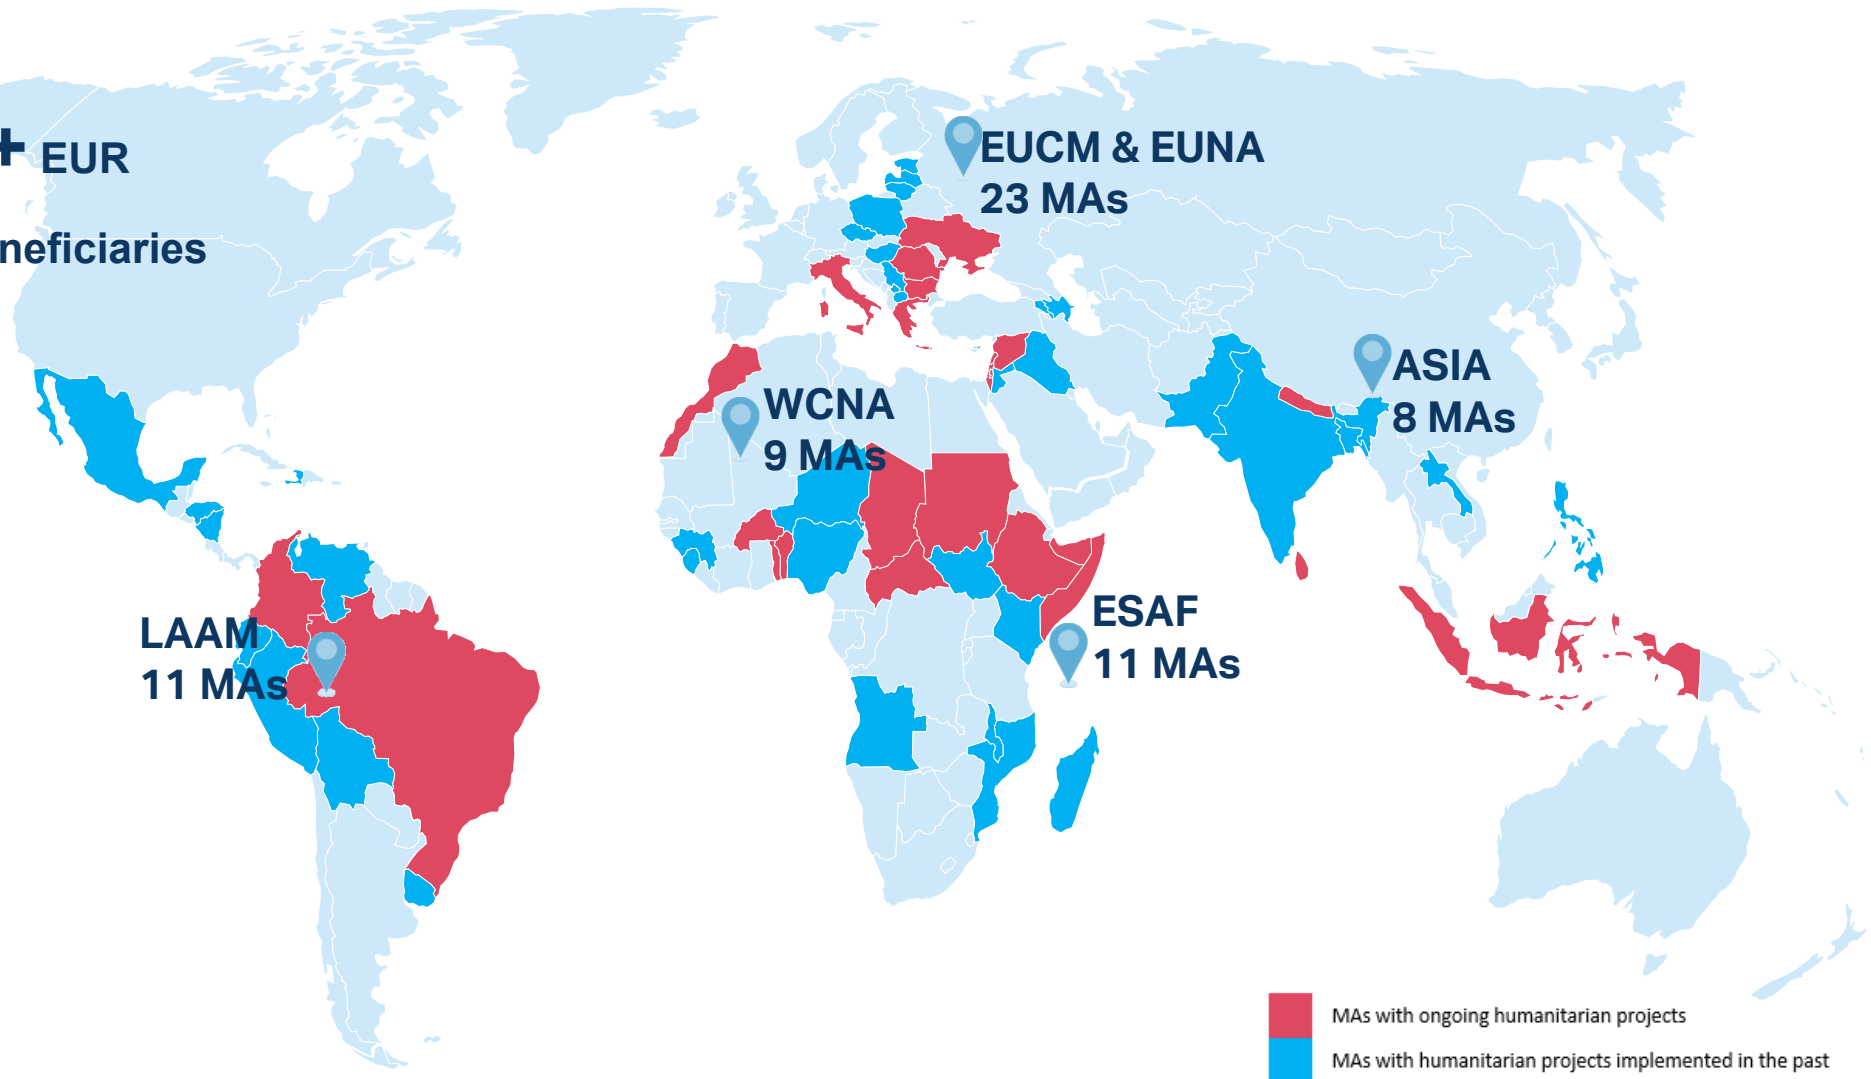 + EUR
neficiaries
EUCM & EUNA
23 MAs
ASIA
8 MAs
WCNA
9 MAs
LAAM
11 MAs
ESAF
11 MAs
MAs with ongoing humanitarian projects
MAs with humanitarian projects implemented in the past